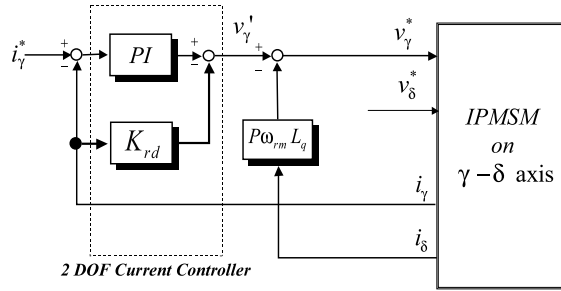 v_γ'
v_γ^*
i_γ^*
+
−
PI
+
−
+
−
v_δ^*
K_rd
Pω_rm L_q
IPMSM
on
γ − δ axis
i_γ
i_δ
2 DOF Current Controller